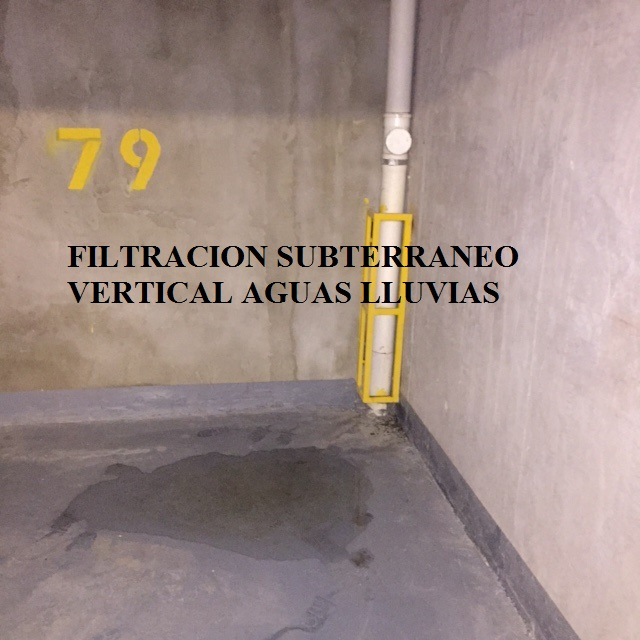 79
FILTRACION SUBTERRANEO
VERTICAL AGUAS LLUVIAS